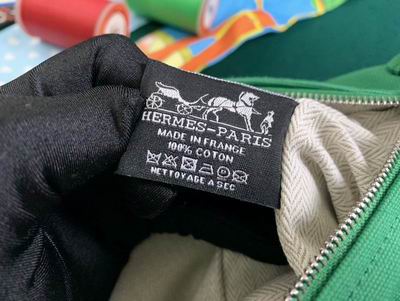 HERMES-PARIS
MADE IN FRANCE
100% COTON
NETTOYAGE A SEC